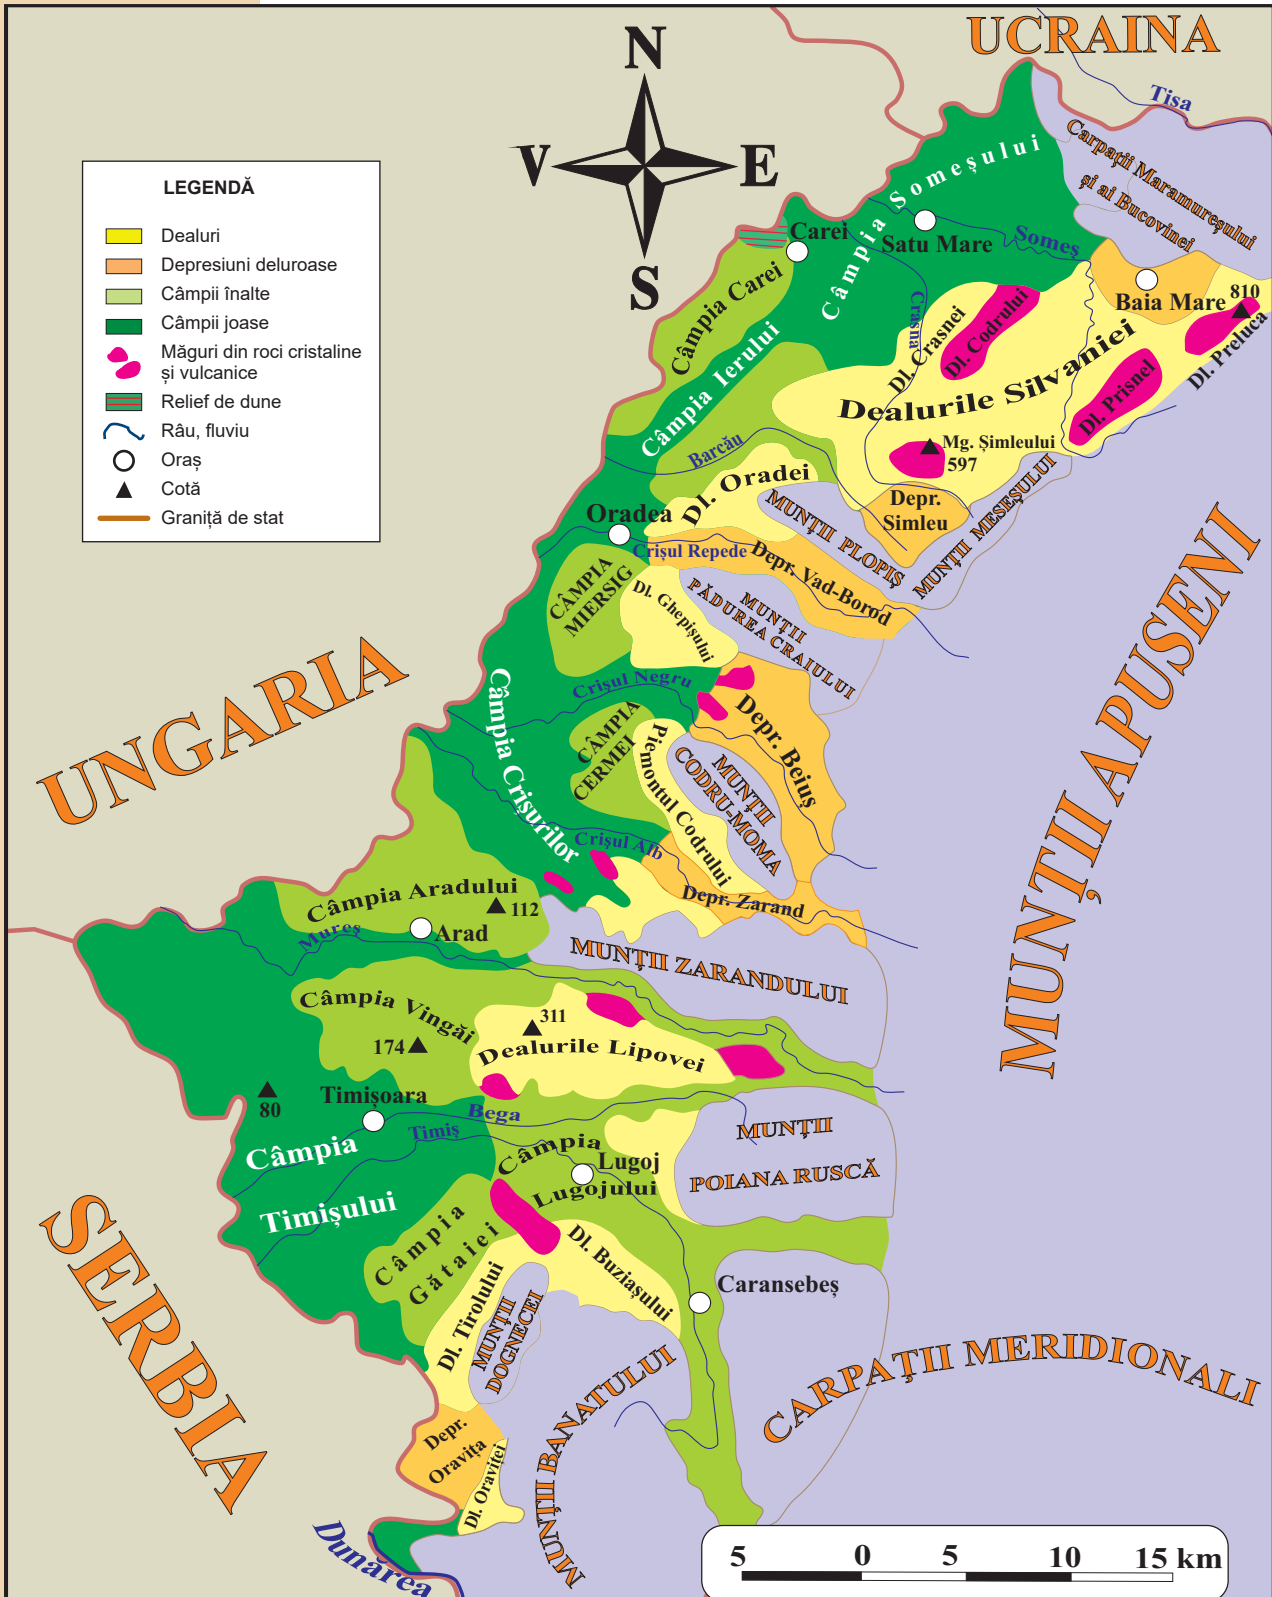 UCRAINA
Tisa
N
V
E
S
LEGENDĂ
Dealuri
Depresiuni deluroase
Câmpii înalte
Câmpii joase
Măguri din roci cristaline
și vulcanice
Relief de dune
Râu, fluviu
Oraș
Cotă
Graniță de stat
Carpații Maramureșului
și ai Bucovinei
Câmpia Someșului
Carei
Satu Mare
Someș
Baia Mare
810
Câmpia Carei
Crasna
Dl. Crasnei
Dl. Codrului
Dl. Preluca
Câmpia Ierului
Dealurile Silvaniei
Dl. Prisnel
Barcău
Mg. Șimleului
597
Dl. Oradei
Depr.
Simleu
MUNȚII MESEȘULUI
MUNȚII PLOPIȘ
Oradea
Crișul Repede
Depr. Vad-Borod
CÂMPIA
MIERSIG
Dl. Ghepișului
MUNȚII
PĂDUREA CRAIULUI
MUNȚII APUSENI
UNGARIA
Crișul Negru
Câmpia Crișurilor
CÂMPIA
CERMEI
Depr. Beiuș
Piemontul Codrului
MUNȚII
CODRU-MOMA
Crișul Alb
Depr. Zarand
Câmpia Aradului
112
Arad
Mureș
MUNȚII ZARANDULUI
Câmpia Vingăi
174
311
Dealurile Lipovei
80
Timișoara
Bega
Timiș
Câmpia
Timișului
Câmpia
Lugojului
Lugoj
MUNȚII
POIANA RUSCĂ
SERBIA
Câmpia
Gătaiei
Dl. Buziașului
Dl. Tirolului
MUNȚII
DOGNECEI
Caransebeș
CARPAȚII MERIDIONALI
MUNȚII BANATULUI
Depr.
Oravița
Dl. Oraviței
Dunărea
5 0 5 10 15 km